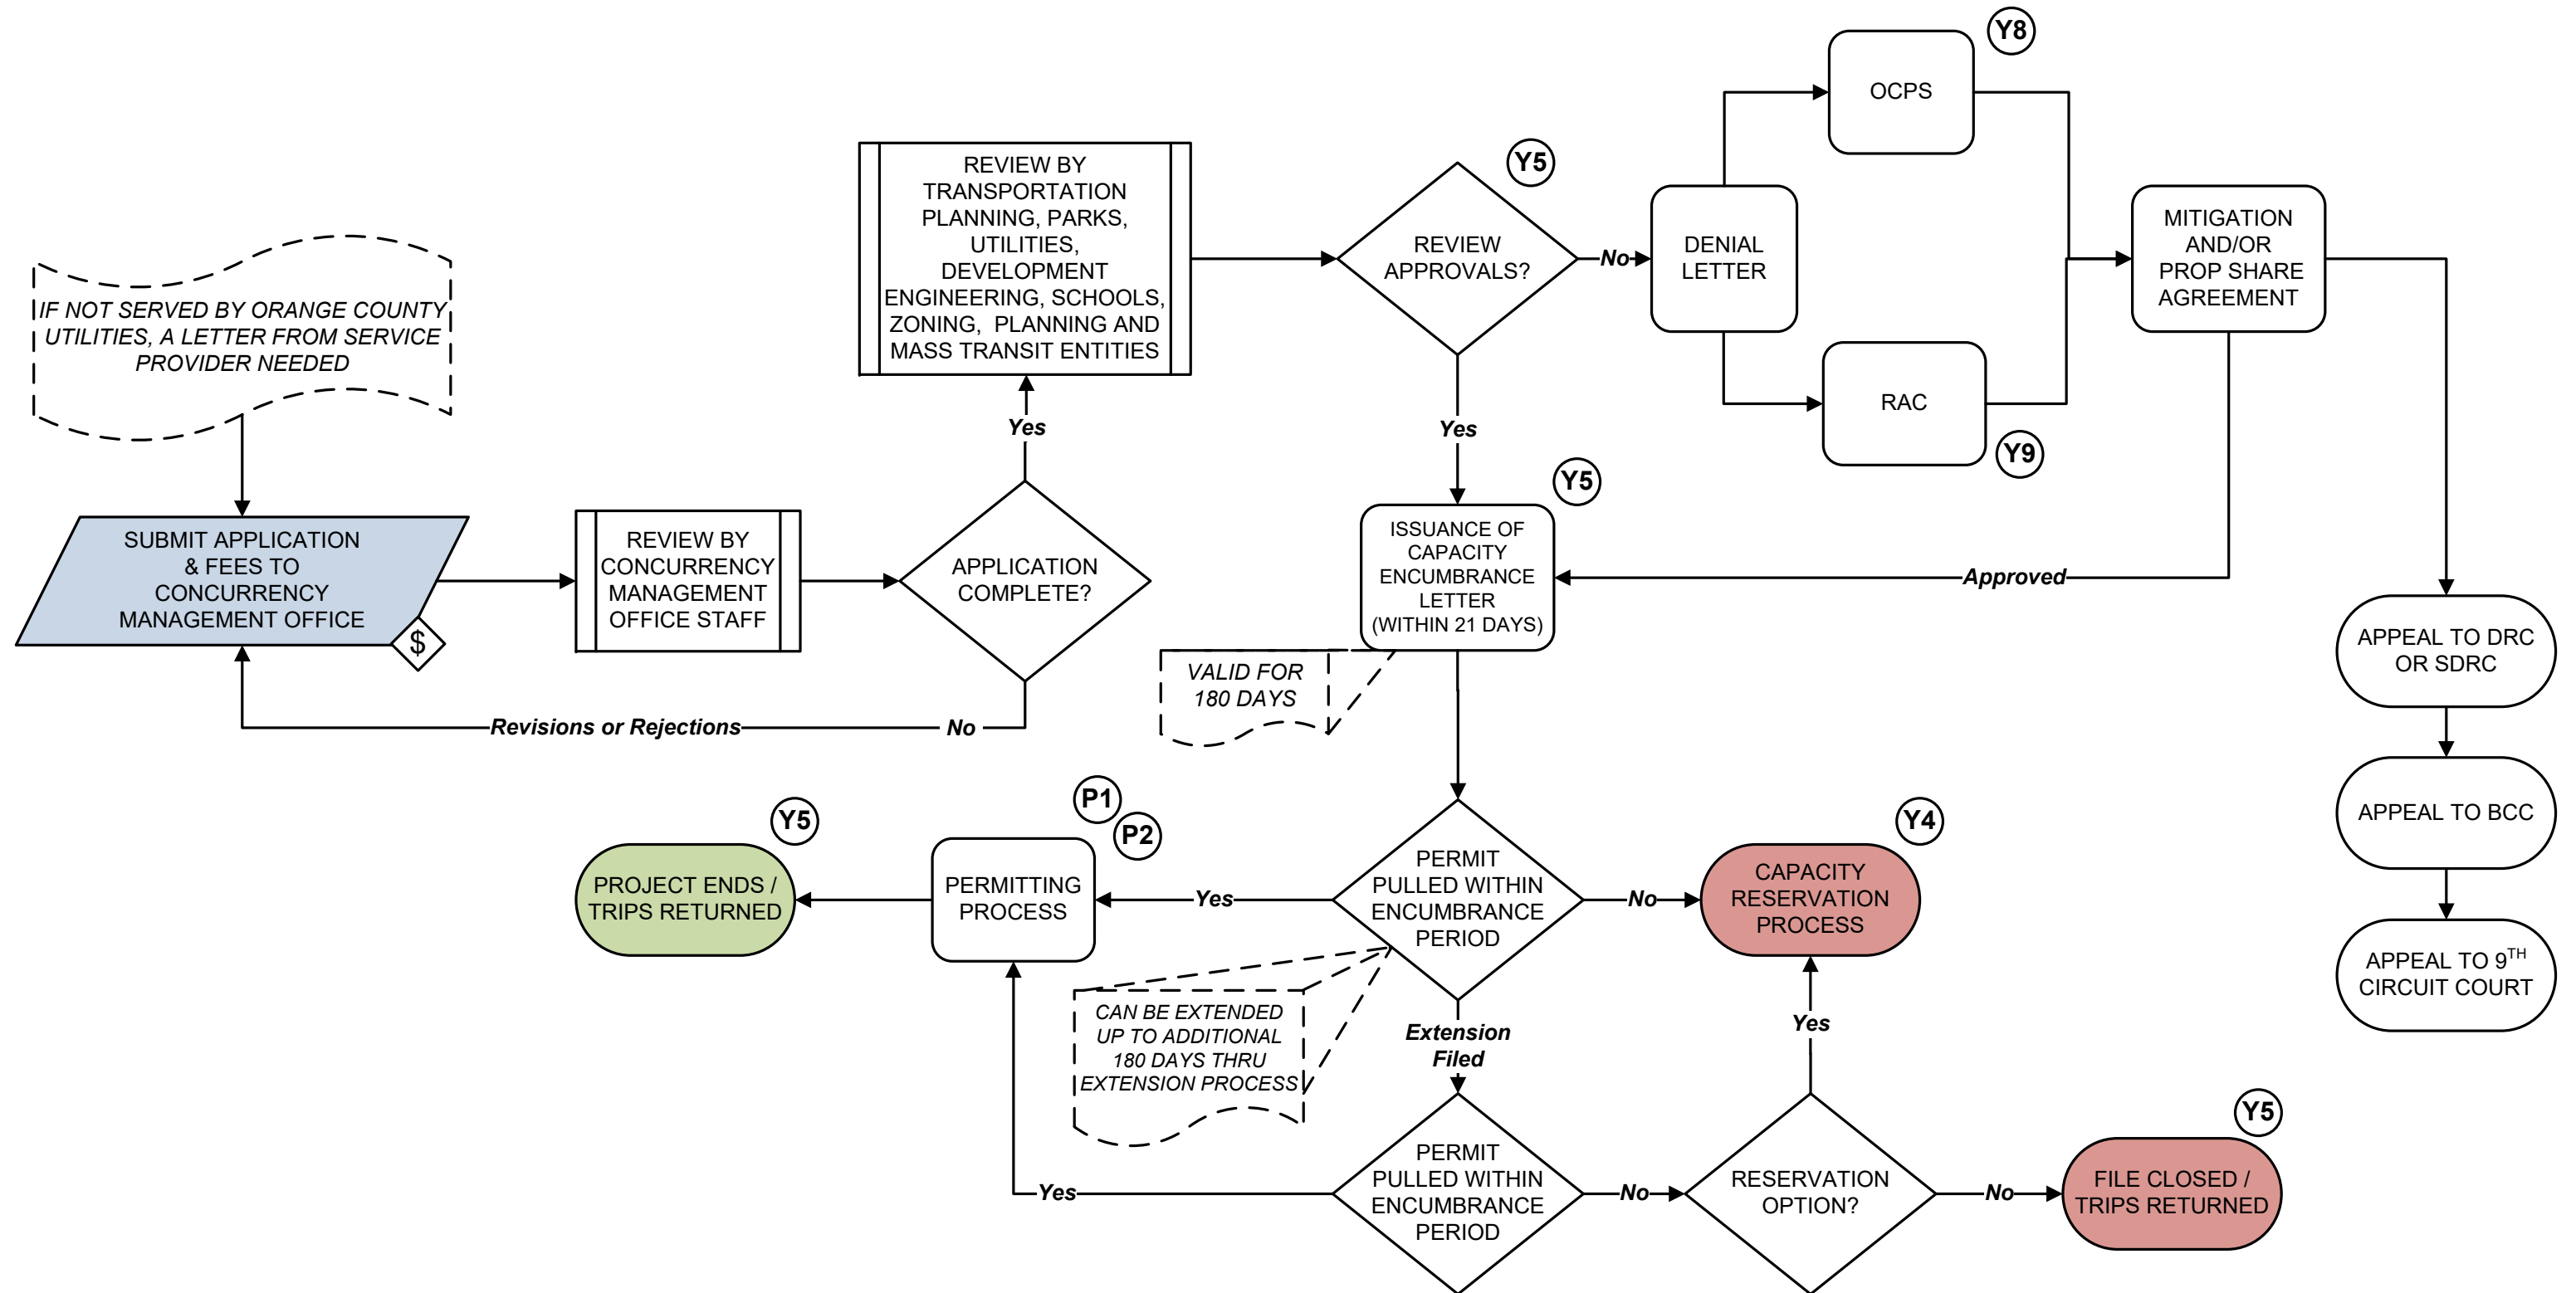 IF NOT SERVED BY ORANGE COUNTY
UTILITIES, A LETTER FROM SERVICE
PROVIDER NEEDED
SUBMIT APPLICATION
& FEES TO
CONCURRENCY
MANAGEMENT OFFICE
$
REVIEW BY
CONCURRENCY
MANAGEMENT
OFFICE STAFF
APPLICATION
COMPLETE?
No
Revisions or Rejections
Yes
REVIEW BY
TRANSPORTATION
PLANNING, PARKS,
UTILITIES,
DEVELOPMENT
ENGINEERING, SCHOOLS,
ZONING, PLANNING AND
MASS TRANSIT ENTITIES
Y5
REVIEW
APPROVALS?
No
DENIAL
LETTER
Y8
OCPS
RAC
Y9
MITIGATION
AND/OR
PROP SHARE
AGREEMENT
Yes
Y5
ISSUANCE OF
CAPACITY
ENCUMBRANCE
LETTER
(WITHIN 21 DAYS)
Approved
VALID FOR
180 DAYS
APPEAL TO DRC
OR SDRC
APPEAL TO BCC
APPEAL TO 9TH
CIRCUIT COURT
PERMIT
PULLED WITHIN
ENCUMBRANCE
PERIOD
Yes
P1
P2
PERMITTING
PROCESS
Y5
PROJECT ENDS /
TRIPS RETURNED
No
Y4
CAPACITY
RESERVATION
PROCESS
CAN BE EXTENDED
UP TO ADDITIONAL
180 DAYS THRU
EXTENSION PROCESS
Extension
Filed
PERMIT
PULLED WITHIN
ENCUMBRANCE
PERIOD
Yes
No
RESERVATION
OPTION?
Yes
No
Y5
FILE CLOSED /
TRIPS RETURNED